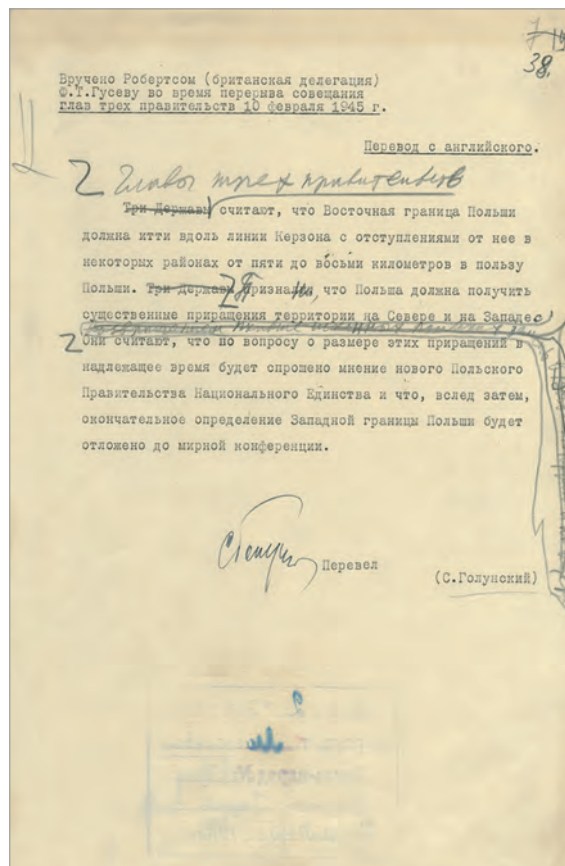 38.
Вручено Робертсом (британская делегация)
Ф.Т.Гусеву во время перерыва совещания
глав трех правительств 10 февраля 1945 г.
Перевод с английского.
Главы трех правительств
Три Державы считают, что Восточная граница Польши
должна итти вдоль линии Керзона с отступлениями от нее в
некоторых районах от пяти до восьми километров в пользу
Польши. Три Державы Признано, что Польша должна получить
существенные приращения территории на Севере и на Западе
Они считают, что по вопросу о размере этих приращений в
надлежащее время будет спрошено мнение нового Польского
Правительства Национального Единства и что, вслед затем,
окончательное определение Западной границы Польши будет
отложено до мирной конференции.
Перевел
(С.Голунский)